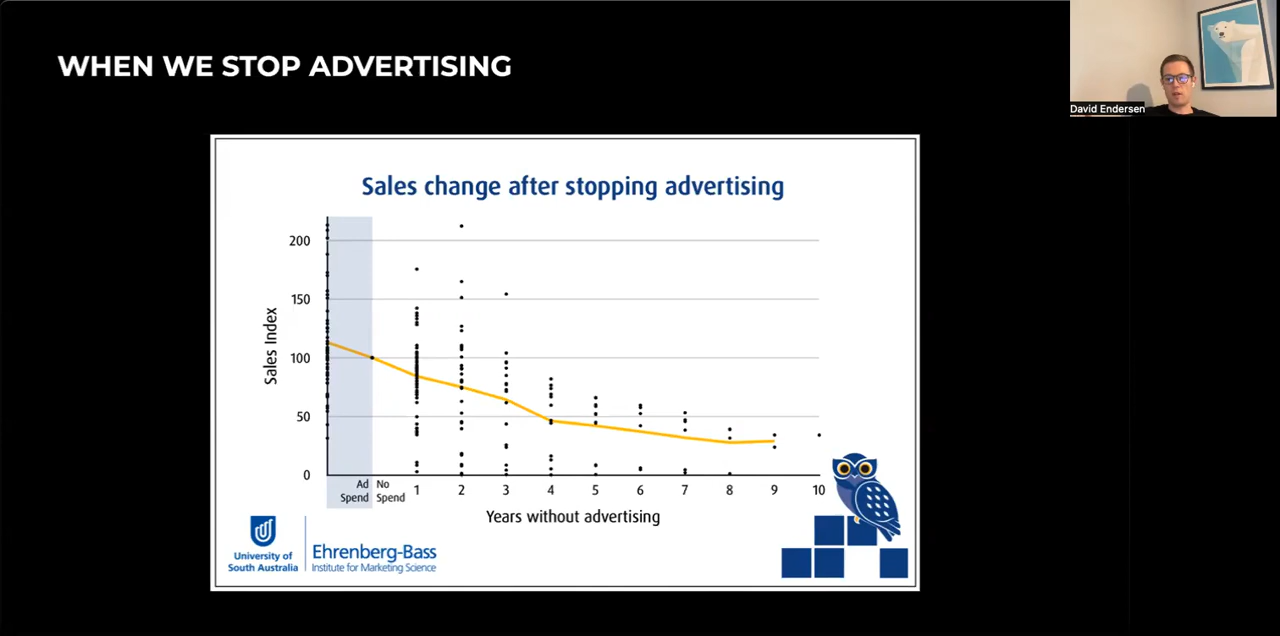 WHEN WE STOP ADVERTISING
David Endersen
Sales change after stopping advertising
200
150
100
50
0
Sales Index
Ad Spend
No Spend
1 2 3 4 5 6 7 8 9 10
Years without advertising
University of
South Australia
Ehrenberg-Bass
Institute for Marketing Science